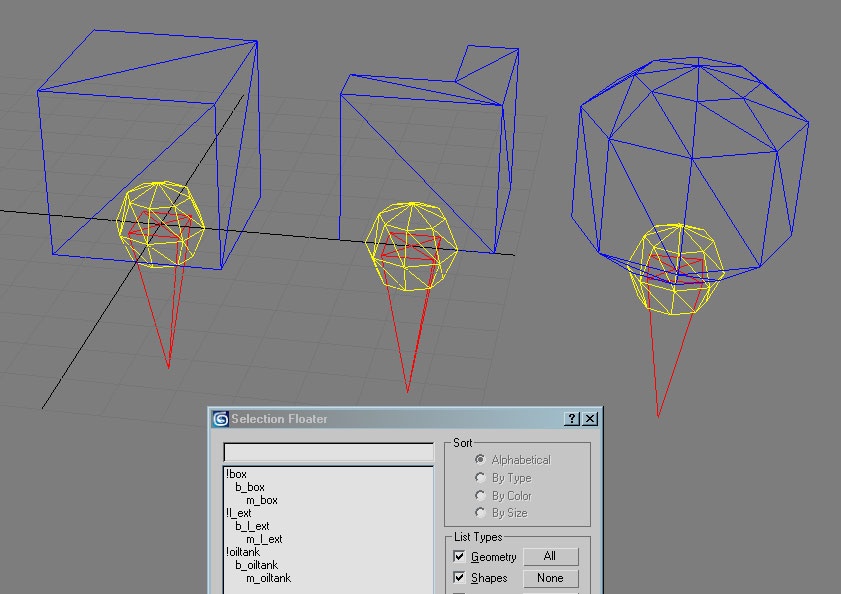 Selection Floater
!box
b_box
m_box
!l_ext
b_l_ext
m_l_ext
!oiltank
b_oiltank
m_oiltank
Sort
Alphabetical
By Type
By Color
By Size
List Types
Geometry All
Shapes None